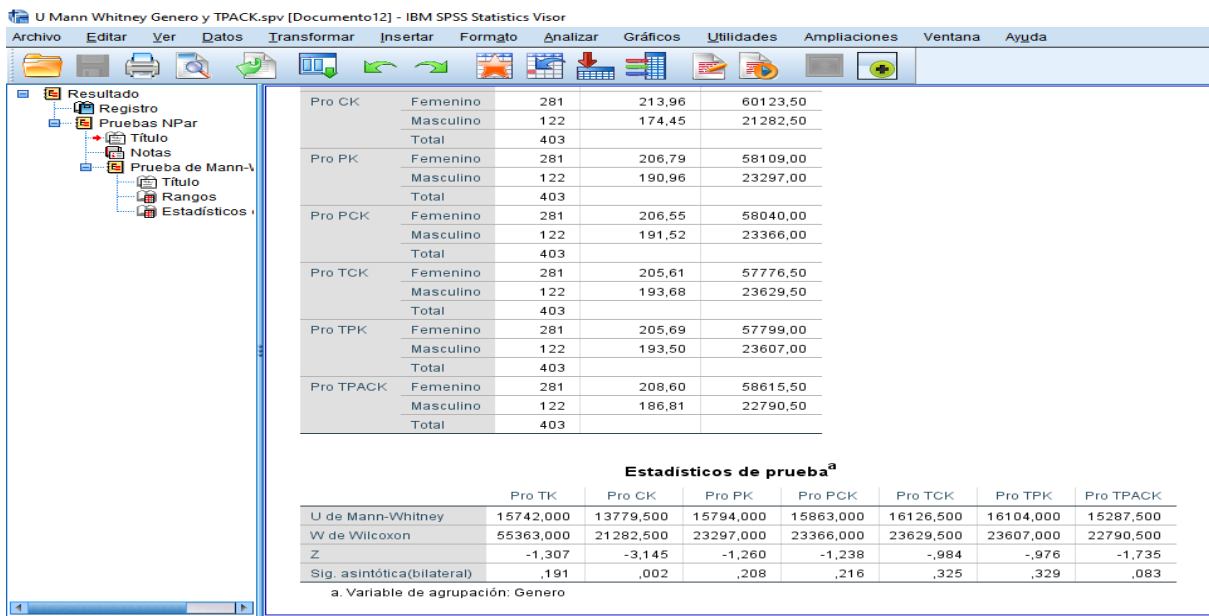 U Mann Whitney Genero y TPACK.spv [Documento12] - IBM SPSS Statistics Visor
Archivo Editar Ver Datos Transformar Insertar Formato Analizar Gráficos Utilidades Ampliaciones Ventana Ayuda
Resultado
Registro
Pruebas NPar
Título
Notas
Prueba de Mann-
Título
Rangos
Estadísticos
Pro CK Femenino 281 213,96 60123,50
Masculino 122 174,45 21282,50
Total 403
Pro PK Femenino 281 206,79 58109,00
Masculino 122 190,96 23297,00
Total 403
Pro PCK Femenino 281 206,55 58040,00
Masculino 122 191,52 23366,00
Total 403
Pro TCK Femenino 281 205,61 57776,50
Masculino 122 193,68 23629,50
Total 403
Pro TPK Femenino 281 205,69 57799,00
Masculino 122 193,50 23607,00
Total 403
Pro TPACK Femenino 281 208,60 58615,50
Masculino 122 186,81 22790,50
Total 403
Estadísticos de prueba^a
Pro TK Pro CK Pro PK Pro PCK Pro TCK Pro TPK Pro TPACK
U de Mann-Whitney 15742,000 13779,500 15794,000 15863,000 16126,500 16104,000 15287,500
W de Wilcoxon 55363,000 21282,500 23297,000 23366,000 23629,500 23607,000 22790,500
Z -1,307 -3,145 -1,260 -1,238 -,984 -,976 -1,735
Sig. asintótica(bilateral) ,191 ,002 ,208 ,216 ,325 ,329 ,083
a. Variable de agrupación: Genero